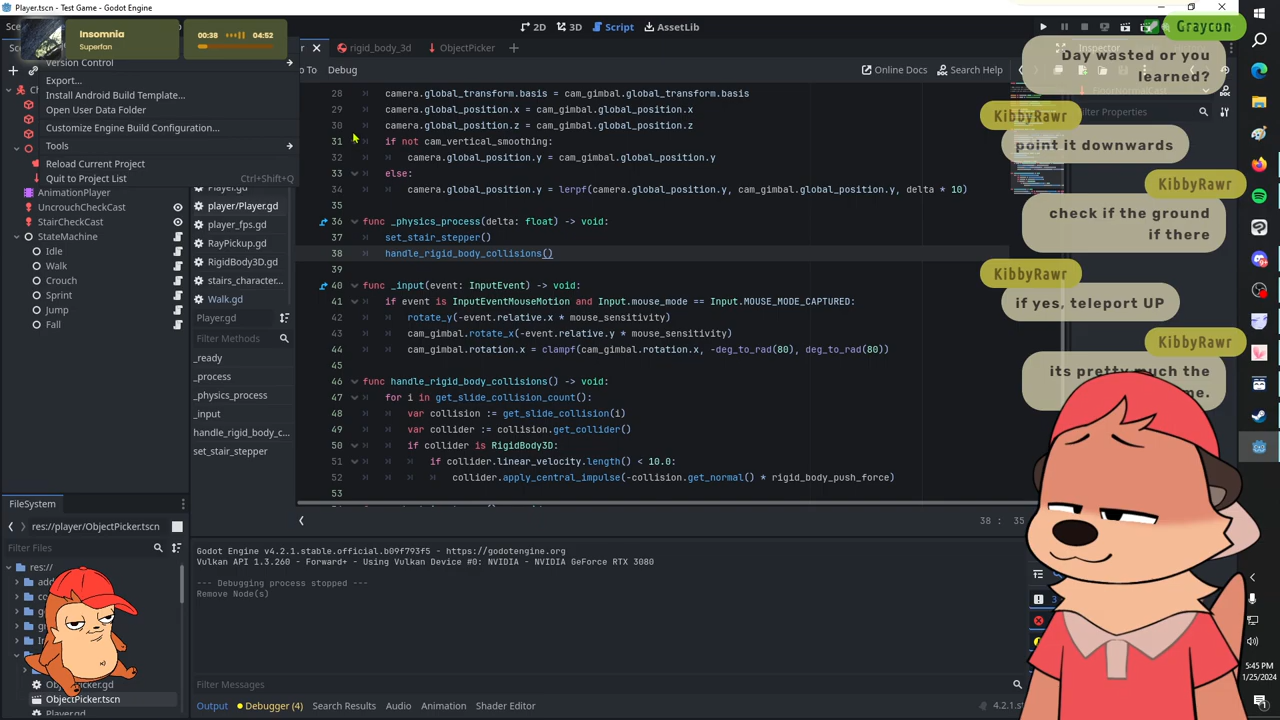 Player.tscn - Test Game - Godot Engine
2D
3D
Script
AssetLib
Insomnia
Superfan
00:38
04:52
rigid_body_3d
ObjectPicker
Version Control
Export...
Install Android Build Template...
Open User Data Folder
Customize Engine Build Configuration...
Tools
Reload Current Project
Quit to Project List
Ctrl+Shift+Q
AnimationPlayer
UncrouchCheckCast
StairCheckCast
StateMachine
Idle
Walk
Crouch
Sprint
Jump
Fall
Debug
Online Docs
Search Help
Player.gd
player/Player.gd
player_fps.gd
RayPickup.gd
RigidBody3D.gd
stairs_character...
Walk.gd
Player.gd
Filter Methods
_ready
_process
_physics_process
_input
handle_rigid_body_c...
set_stair_stepper
28 camera.global_transform.basis = cam_gimbal.global_transform.basis
29 camera.global_position.x = cam_gimbal.global_position.x
30 camera.global_position.z = cam_gimbal.global_position.z
31 if not cam_vertical_smoothing:
32 camera.global_position.y = cam_gimbal.global_position.y
33 else:
34 camera.global_position.y = lerpf(camera.global_position.y, cam_gimbal.global_position.y, delta * 10)
35
36 func _physics_process(delta: float) -> void:
37 set_stair_stepper()
38 handle_rigid_body_collisions()
39
40 func _input(event: InputEvent) -> void:
41 if event is InputEventMouseMotion and Input.mouse_mode == Input.MOUSE_MODE_CAPTURED:
42 rotate_y(-event.relative.x * mouse_sensitivity)
43 cam_gimbal.rotate_x(-event.relative.y * mouse_sensitivity)
44 cam_gimbal.rotation.x = clampf(cam_gimbal.rotation.x, -deg_to_rad(80), deg_to_rad(80))
45
46 func handle_rigid_body_collisions() -> void:
47 for i in get_slide_collision_count():
48 var collision := get_slide_collision(i)
49 var collider := collision.get_collider()
50 if collider is RigidBody3D:
51 if collider.linear_velocity.length() < 10.0:
52 collider.apply_central_impulse(-collision.get_normal() * rigid_body_push_force)
53
38 : 35
Graycon
Day wasted or you
learned?
KibbyRawr
point it downwards
KibbyRawr
check if the ground
if there
KibbyRawr
if yes, teleport UP
KibbyRawr
its pretty much the
FileSystem
res://player/ObjectPicker.tscn
Filter Files
res://
ObjectPicker.tscn
Player.gd
Godot Engine v4.2.1.stable.official.b09f793f5 - https://godotengine.org
Vulkan API 1.3.260 - Forward+ - Using Vulkan Device #0: NVIDIA - NVIDIA GeForce RTX 3080
--- Debugging process stopped ---
Remove Node(s)
Filter Messages
Output
Debugger (4)
Search Results
Audio
Animation
Shader Editor
4.2.1
5:45 PM
1/25/2024